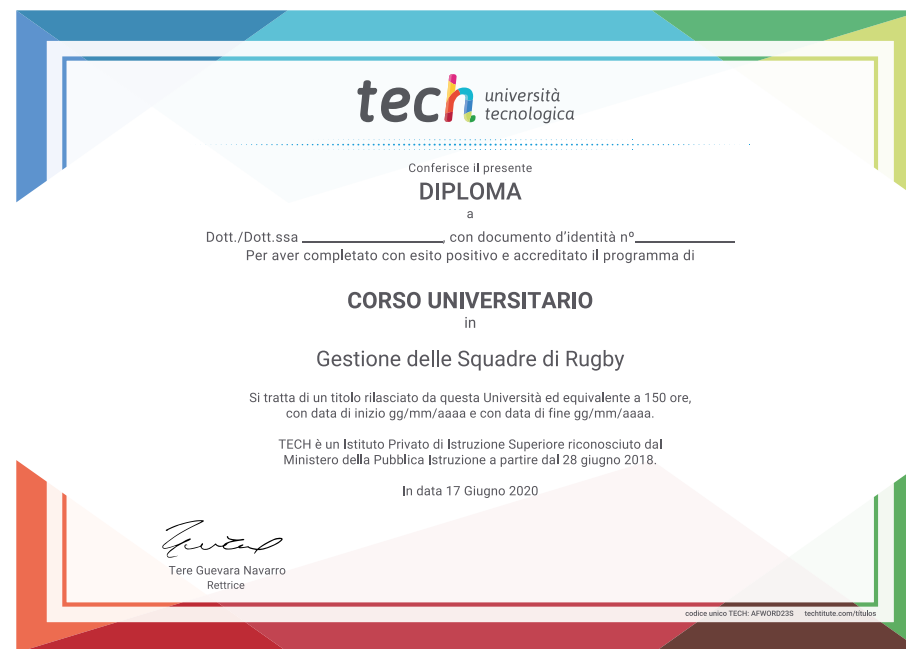 tech università
tecnologica
Conferisce il presente
DIPLOMA
a
Dott./Dott.ssa ____________________, con documento d'identità nº______________
Per aver completato con esito positivo e accreditato il programma di
CORSO UNIVERSITARIO
in
Gestione delle Squadre di Rugby
Si tratta di un titolo rilasciato da questa Università ed equivalente a 150 ore,
con data di inizio gg/mm/aaaa e con data di fine gg/mm/aaaa.
TECH è un Istituto Privato di Istruzione Superiore riconosciuto dal
Ministero della Pubblica Istruzione a partire dal 28 giugno 2018.
In data 17 Giugno 2020
Tere Guevara Navarro
Rettrice
codice unico TECH: AFWORD23S techtitute.com/titulos